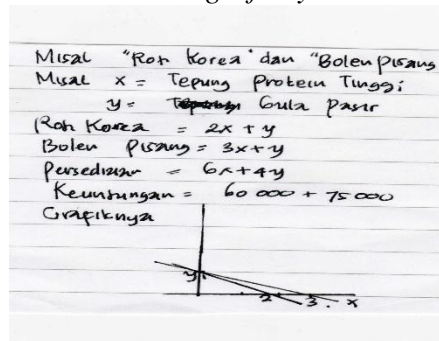 Misal "Roti Korea" dan "Bolen pisang
Misal x = Tepung Protein Tinggi
y = Gula Pasir
Roti Korea = 2x + y
Bolen Pisang = 3x + y
Persediaan = 6x + 4y
Keuntungan = 60 000 + 75 000
Grafiknya
y
2 3. x